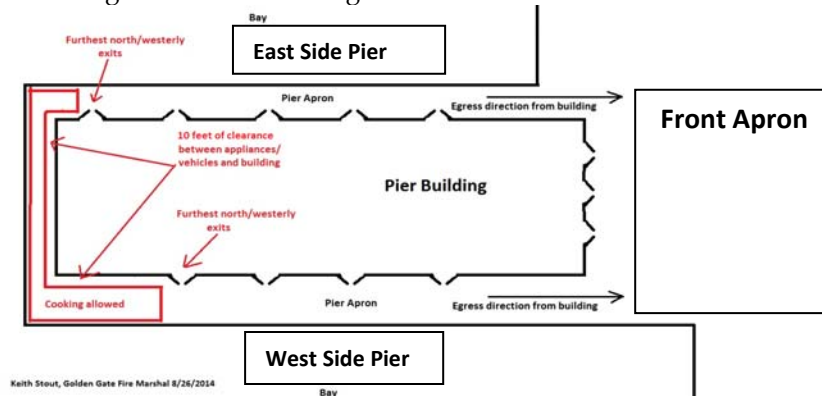 Bay
Furthest north/westerly
exits
East Side Pier
Pier Apron
Egress direction from building
Front Apron
10 feet of clearance
between appliances/
vehicles and building
Pier Building
Furthest north/westerly
exits
Cooking allowed
Pier Apron
Egress direction from building
West Side Pier
Keith Stout, Golden Gate Fire Marshal 8/26/2014
Bay